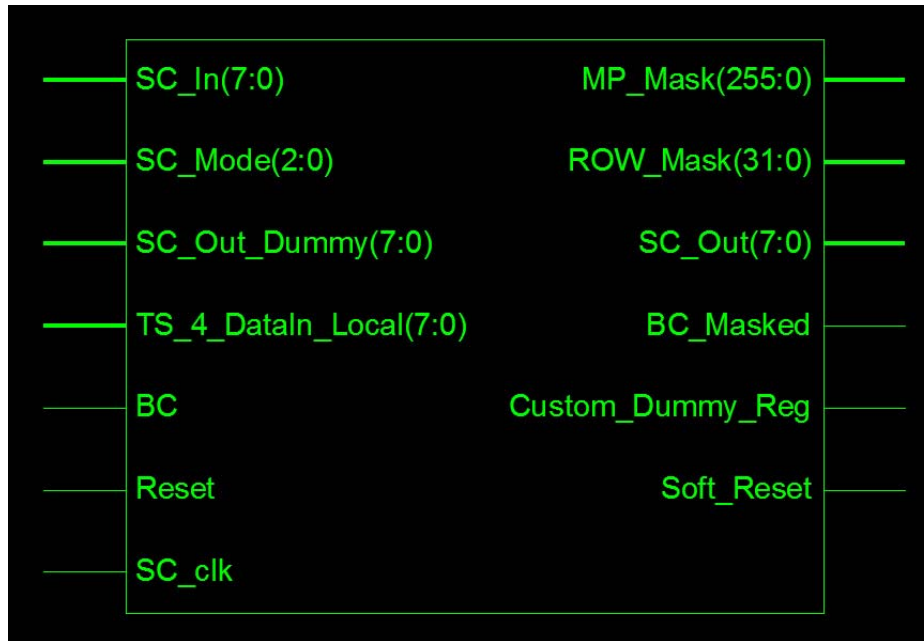 SC_In(7:0) MP_Mask(255:0)
SC_Mode(2:0) ROW_Mask(31:0)
SC_Out_Dummy(7:0) SC_Out(7:0)
TS_4_DataIn_Local(7:0) BC_Masked
BC Custom_Dummy_Reg
Reset Soft_Reset
SC_clk